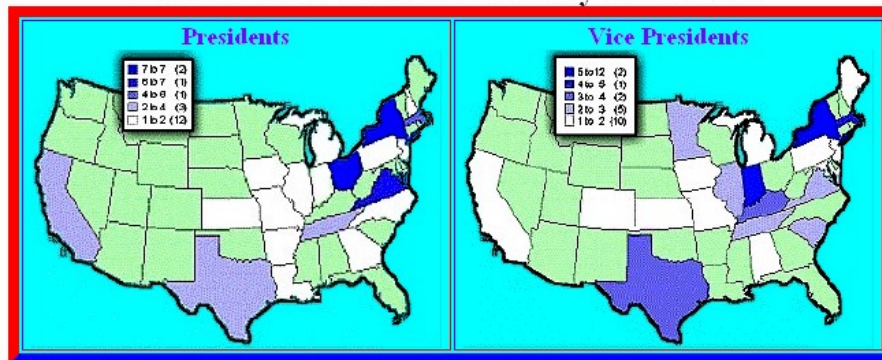 Presidents
7 to 7 (2)
6 to 7 (1)
4 to 6 (1)
2 to 4 (3)
1 to 2 (12)
Vice Presidents
5 to 12 (2)
4 to 5 (1)
3 to 4 (2)
2 to 3 (5)
1 to 2 (10)